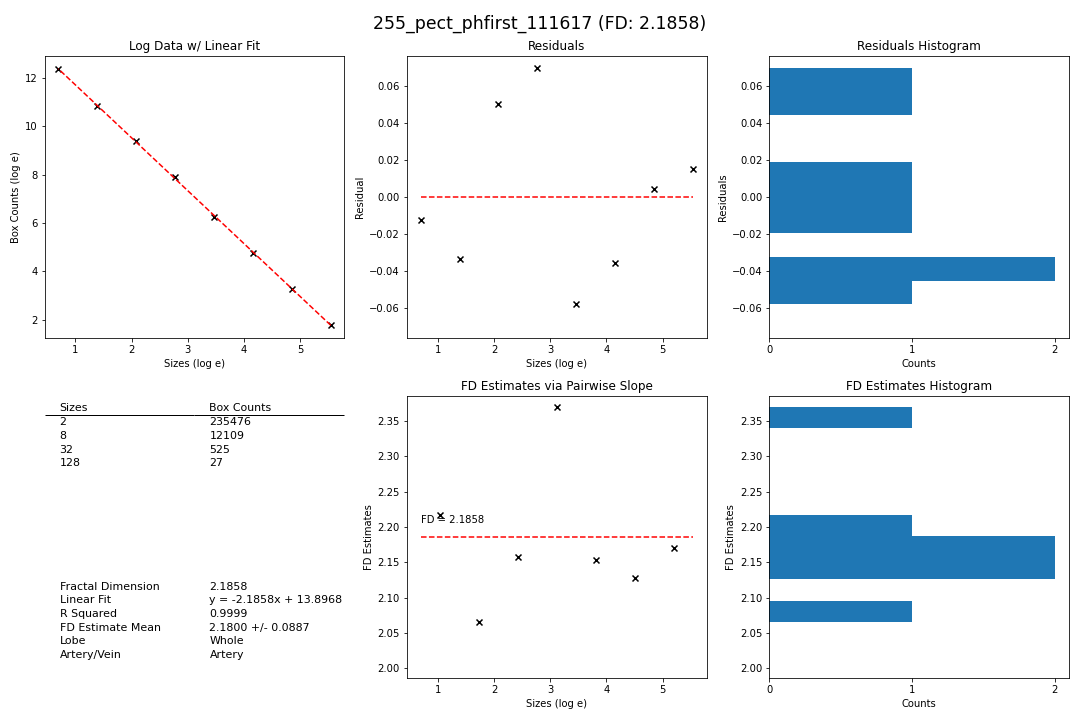 255_pect_phfirst_111617 (FD: 2.1858)
Log Data w/ Linear Fit
Box Counts (log e)
12
10
8
6
4
2
1 2 3 4 5
Sizes (log e)
Residuals
Residual
0.06
0.04
0.02
0.00
−0.02
−0.04
−0.06
1 2 3 4 5
Sizes (log e)
Residuals Histogram
Residuals
0.06
0.04
0.02
0.00
−0.02
−0.04
−0.06
0 1 2
Counts
Sizes Box Counts
2 235476
8 12109
32 525
128 27
Fractal Dimension 2.1858
Linear Fit y = -2.1858x + 13.8968
R Squared 0.9999
FD Estimate Mean 2.1800 +/- 0.0887
Lobe Whole
Artery/Vein Artery
FD Estimates via Pairwise Slope
FD Estimates
2.35
2.30
2.25
2.20
2.15
2.10
2.05
2.00
FD = 2.1858
1 2 3 4 5
Sizes (log e)
FD Estimates Histogram
FD Estimates
2.35
2.30
2.25
2.20
2.15
2.10
2.05
2.00
0 1 2
Counts